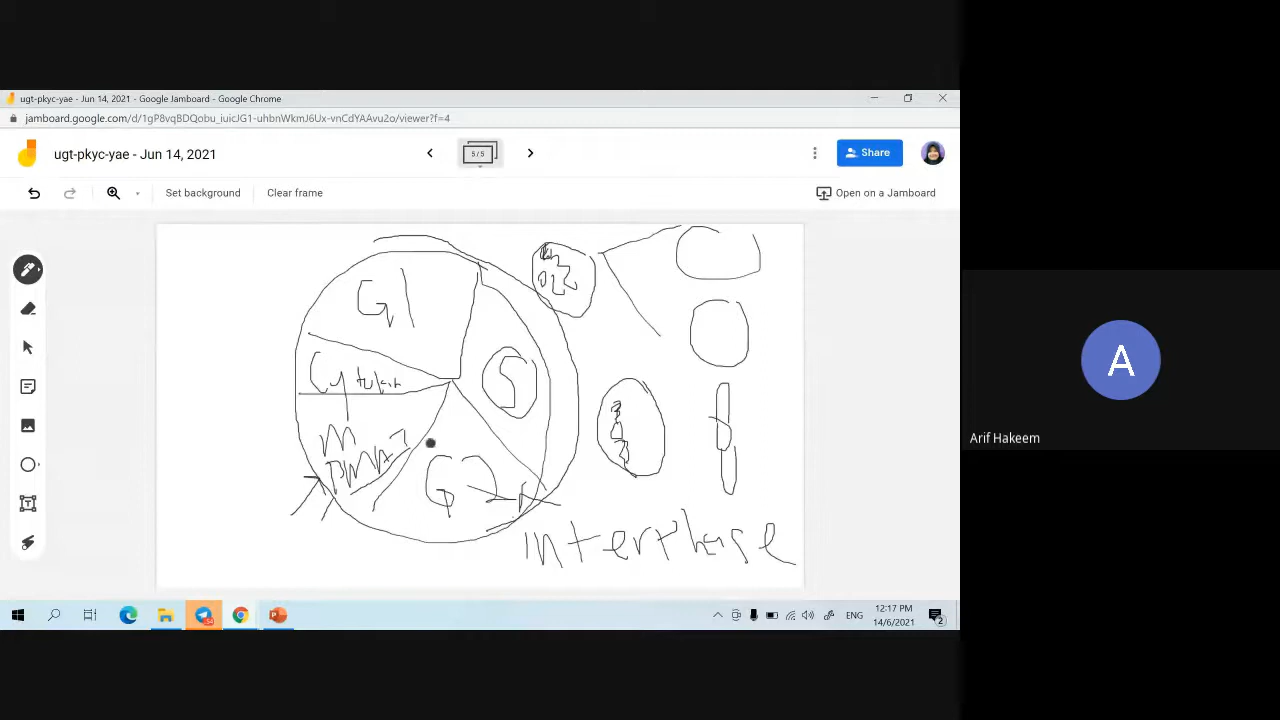 ugt-pkyc-yae - Jun 14, 2021 - Google Jamboard - Google Chrome
jamboard.google.com/d/1gP8vqBDQobu_iuicJG1-uhbnWkmJ6Ux-vnCdYAAvu2o/viewer?f=4
ugt-pkyc-yae - Jun 14, 2021
5/5
Share
Set background
Clear frame
Open on a Jamboard
G1
S
M
PMAT
G2
interphase
A
Arif Hakeem
ENG
12:17 PM
14/6/2021
2